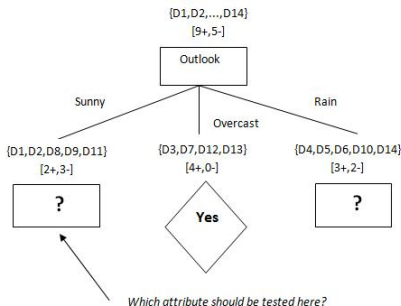 {D1,D2,...,D14}
[9+,5-]
Outlook
Sunny
Rain
Overcast
{D1,D2,D8,D9,D11}
[2+,3-]
{D3,D7,D12,D13}
[4+,0-]
{D4,D5,D6,D10,D14}
[3+,2-]
?
Yes
?
Which attribute should be tested here?